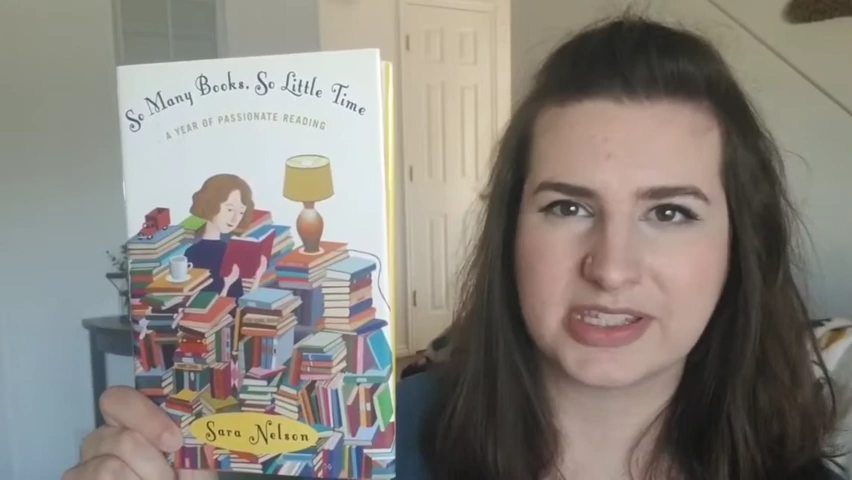 So Many Books, So Little Time
A YEAR OF PASSIONATE READING
Sara Nelson